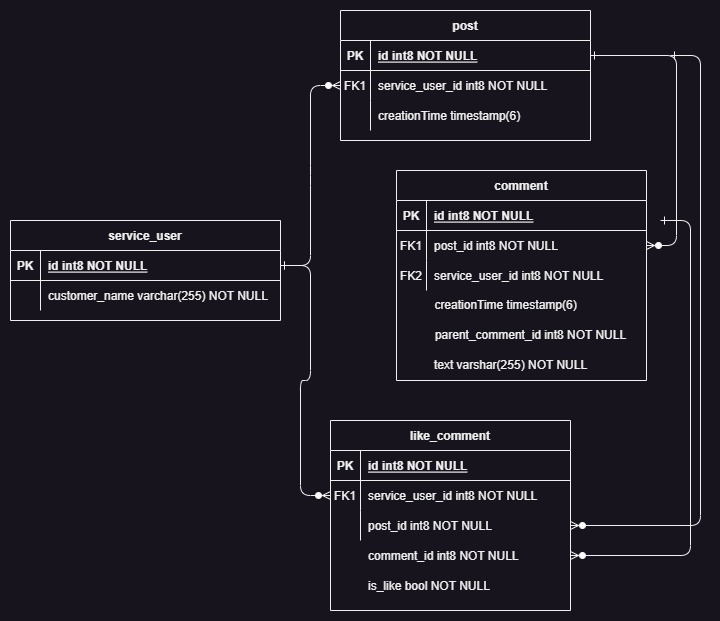 post
PK id int8 NOT NULL
FK1 service_user_id int8 NOT NULL
creationTime timestamp(6)
comment
PK id int8 NOT NULL
FK1 post_id int8 NOT NULL
FK2 service_user_id int8 NOT NULL
creationTime timestamp(6)
parent_comment_id int8 NOT NULL
text varshar(255) NOT NULL
service_user
PK id int8 NOT NULL
customer_name varchar(255) NOT NULL
like_comment
PK id int8 NOT NULL
FK1 service_user_id int8 NOT NULL
post_id int8 NOT NULL
comment_id int8 NOT NULL
is_like bool NOT NULL